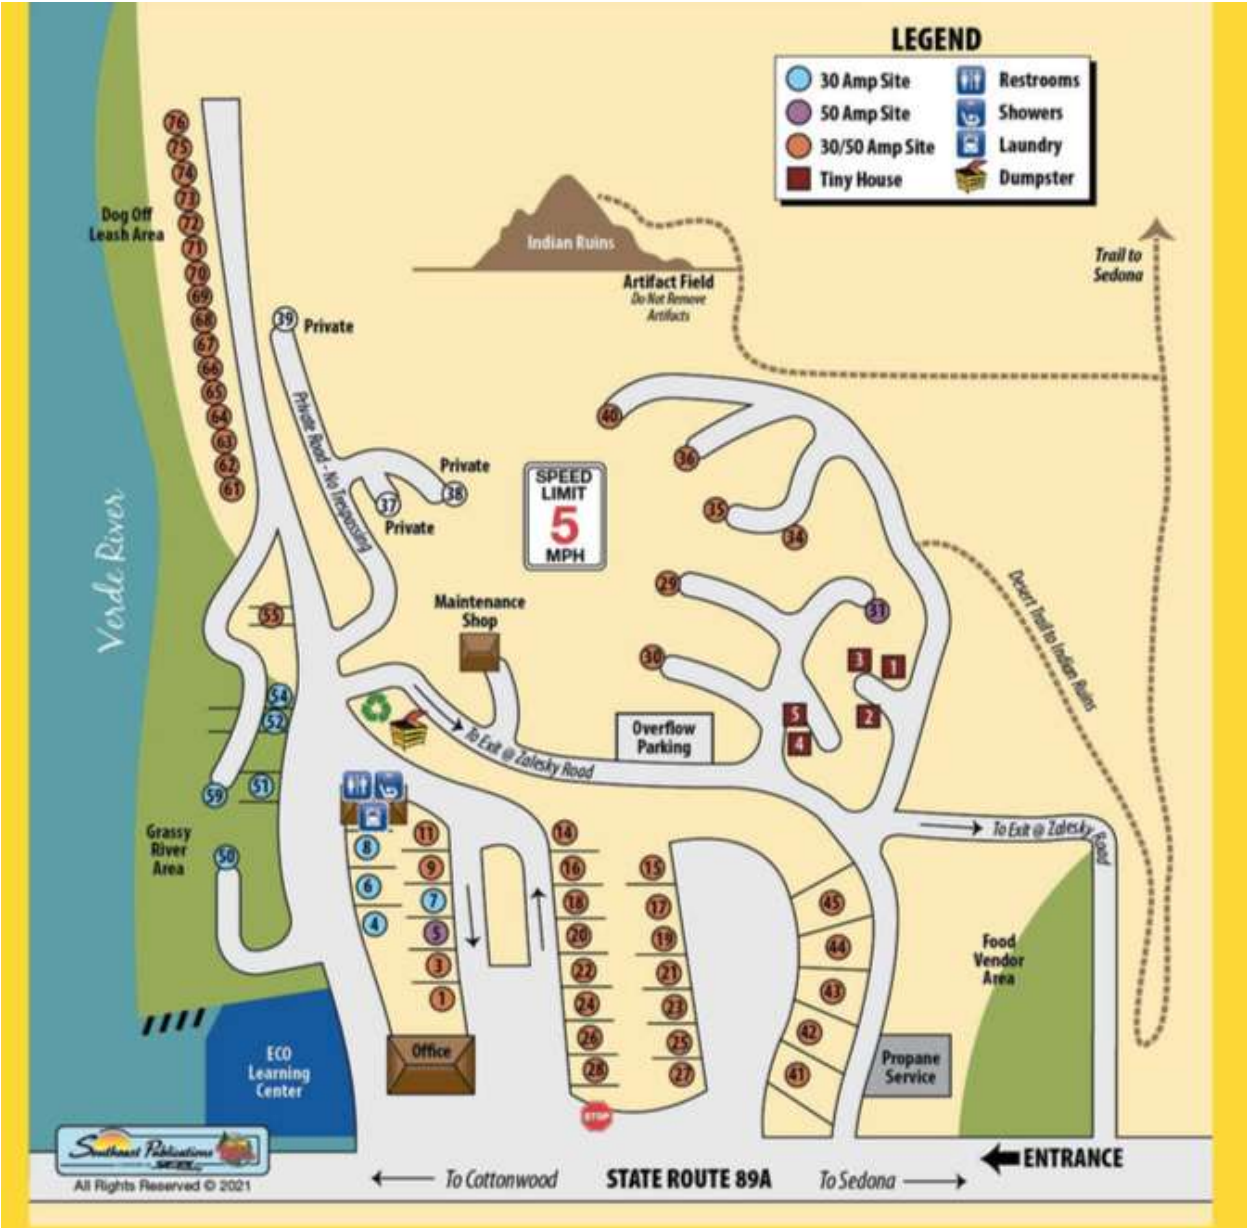 LEGEND
30 Amp Site
50 Amp Site
30/50 Amp Site
Tiny House
Restrooms
Showers
Laundry
Dumpster
76
75
74
73
72
71
70
69
68
67
66
65
64
63
62
61
Dog Off
Leash Area
Indian Ruins
Artifact Field
Do Not Remove
Artifacts
Trail to
Sedona
39
Private
Private Road - No Trespassing
Private
38
37
Private
40
36
35
34
SPEED
LIMIT
5
MPH
Verde River
Desert Trail to Indian Ruins
Maintenance
Shop
29
31
30
3
1
2
5
4
55
54
52
51
59
50
Grassy
River
Area
To Exit @ Zalesky Road
Overflow
Parking
To Exit @ Zalesky Road
8
6
4
11
9
7
5
3
1
14
16
18
20
22
24
26
28
15
17
19
21
23
25
27
45
44
43
42
41
Food
Vendor
Area
Propane
Service
Office
ECO
Learning
Center
STOP
Southeast Publications
All Rights Reserved © 2021
To Cottonwood
STATE ROUTE 89A
To Sedona
ENTRANCE